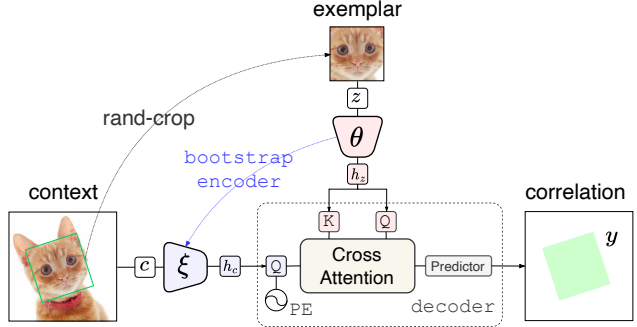 exemplar
z
rand-crop
θ
bootstrap
encoder
h_z
context
correlation
K
Q
y
c
ξ
h_c
Q
Cross
Attention
Predictor
PE
decoder